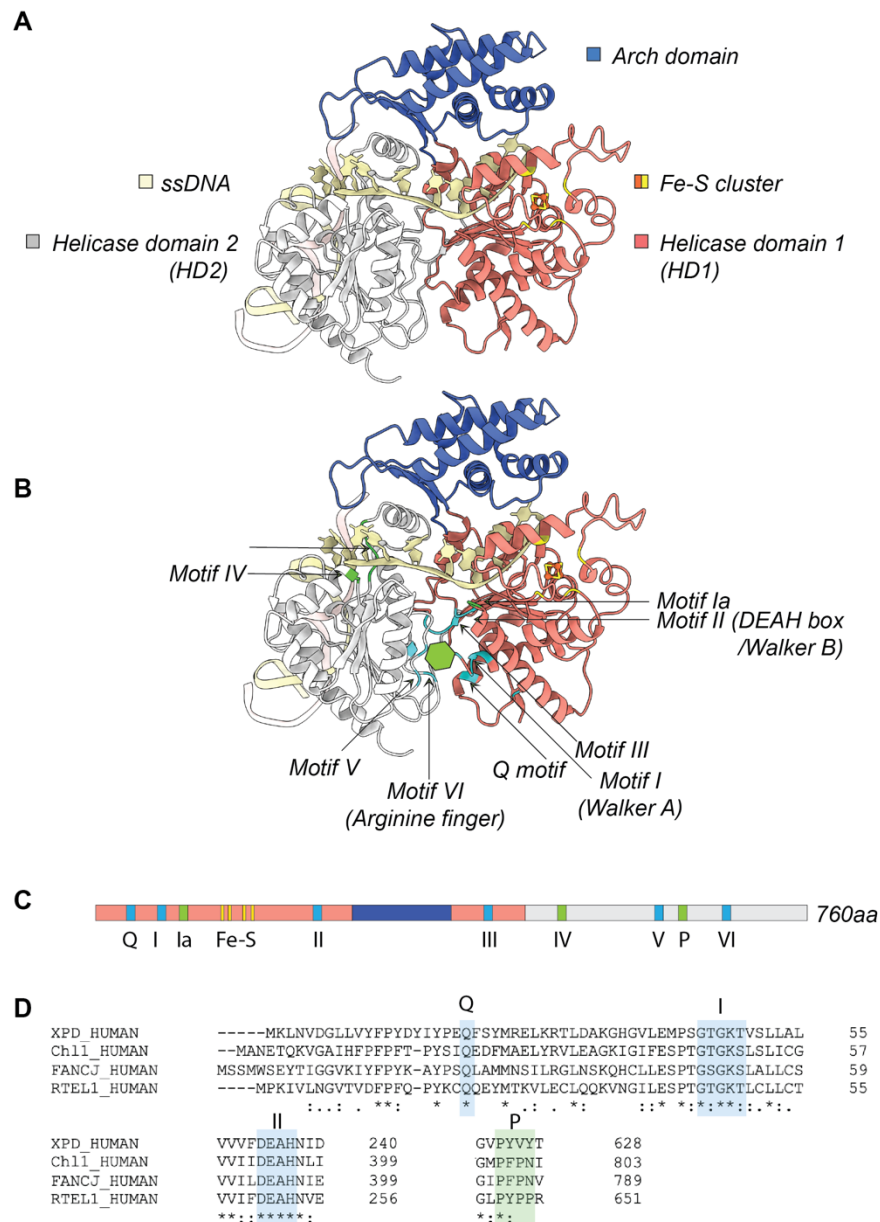 A
Arch domain
ssDNA
Fe-S cluster
Helicase domain 2
(HD2)
Helicase domain 1
(HD1)
B
Motif IV
Motif Ia
Motif II (DEAH box
/Walker B)
Motif III
Motif V
Q motif
Motif VI
(Arginine finger)
Motif I
(Walker A)
C
760aa
Q I Ia Fe-S II III IV V P VI
D
Q I
XPD_HUMAN -----MKLNVDGLLVYFPYDYIYPEQFSYMRELKRTLDAKGHGVLEMPSGTGKTVSLLAL 55
Chl1_HUMAN --MANETQKVGAIHFPFPFT-PYSIQEDFMAELYRVLEAGKIGIFESPTGTGKSLSLICG 57
FANCJ_HUMAN MSSMWSEYTIGGVKIYFPYKAYPSQLAMMNSILRGLNSKQHCLLESPTGSGKSLALLCS 59
RTEL1_HUMAN ----MPKIVLNGVTVDFPFQ-PYKCQQEYMTKVLECLQQKVNGILESPTGTGKTLCLLCT 55
:.. : **: * * : * ::* *:*:**: *:.
II P
XPD_HUMAN VVVFDEAHNID 240 GVPYVYT 628
Chl1_HUMAN VVIIDEAHNLI 399 GMPFPNI 803
FANCJ_HUMAN VVILDEAHNIE 399 GIPFPNV 789
RTEL1_HUMAN VVIFDEAHNVE 256 GLPYPPR 651
**::*****: *:*: